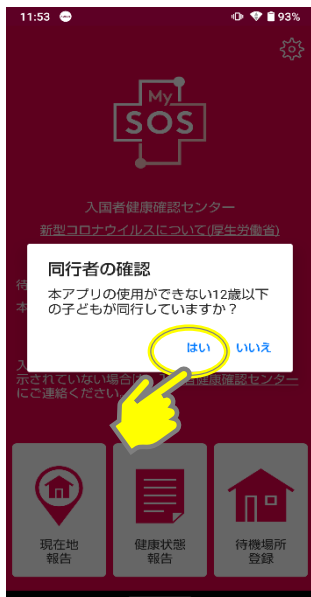 11:53
93%
My
SOS
入国者健康確認センター
新型コロナウイルスについて(厚生労働省)
待
本
同行者の確認
本アプリの使用ができない12歳以下
の子どもが同行していますか？
はい いいえ
入
示されていない場合は、入国者健康確認センター
にご連絡ください。
現在地
報告
健康状態
報告
待機場所
登録